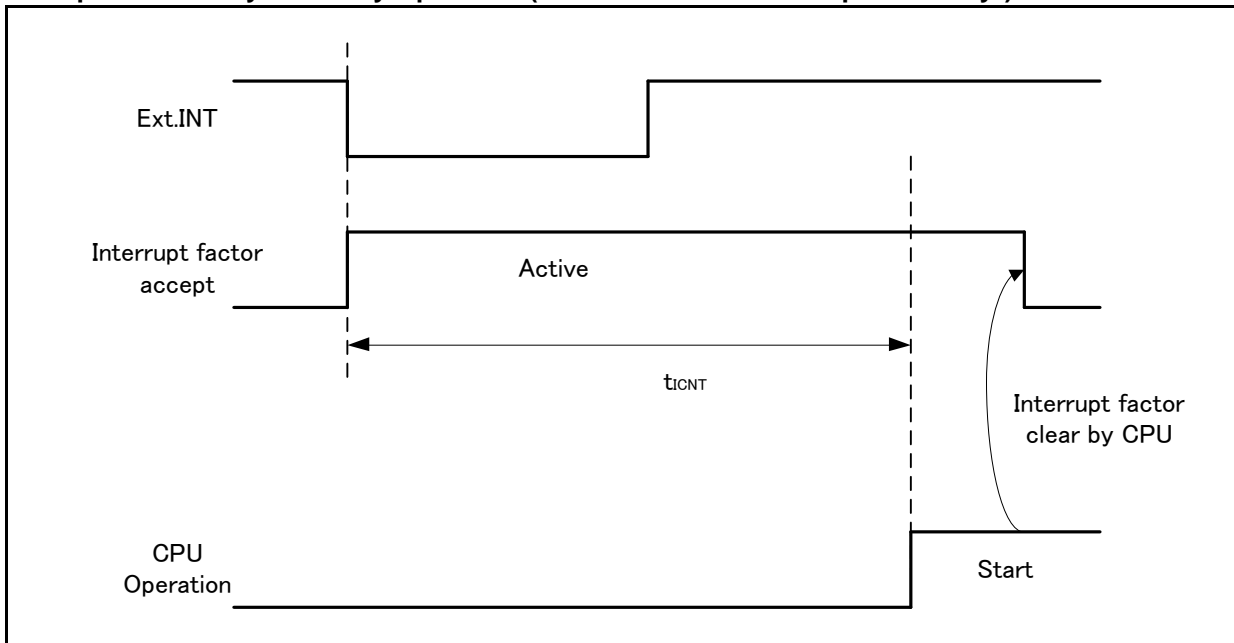 Ext.INT
Interrupt factor
accept
Active
tICNT
Interrupt factor
clear by CPU
CPU
Operation
Start